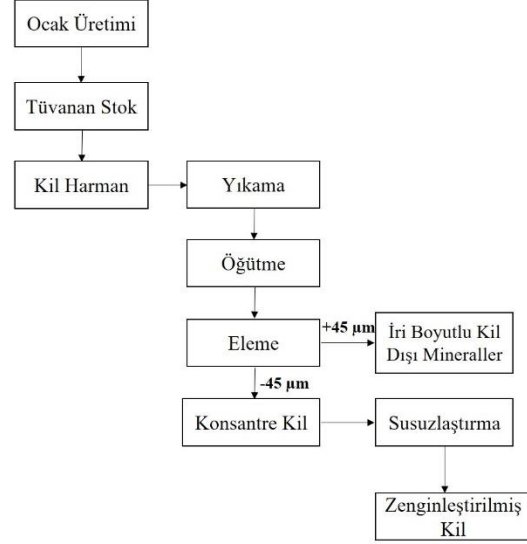 Ocak Üretimi
Tüvanan Stok
Kil Harman
Yıkama
Öğütme
Eleme
+45 µm
İri Boyutlu Kil
Dışı Mineraller
-45 µm
Konsantre Kil
Susuzlaştırma
Zenginleştirilmiş
Kil